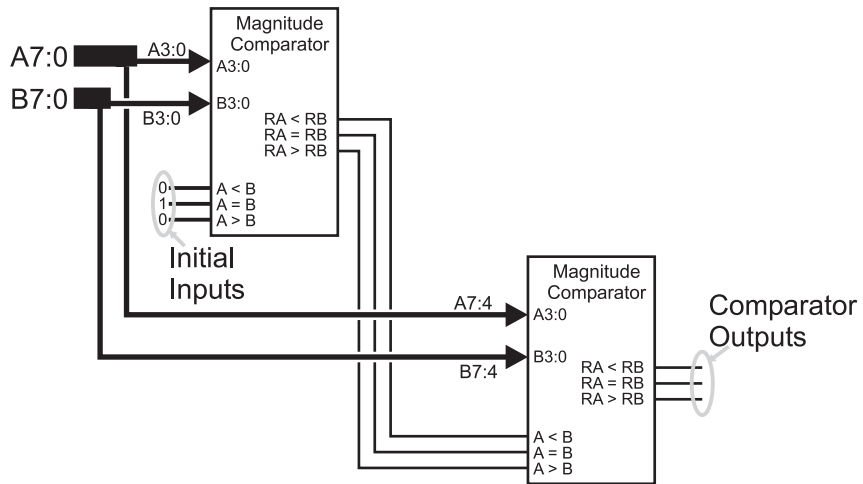 Magnitude
Comparator
A7:0
A3:0
A3:0
B7:0
B3:0
B3:0
RA < RB
RA = RB
RA > RB
0
A < B
1
A = B
0
A > B
Initial
Inputs
Magnitude
Comparator
A7:4
A3:0
B7:4
B3:0
RA < RB
RA = RB
RA > RB
A < B
A = B
A > B
Comparator
Outputs